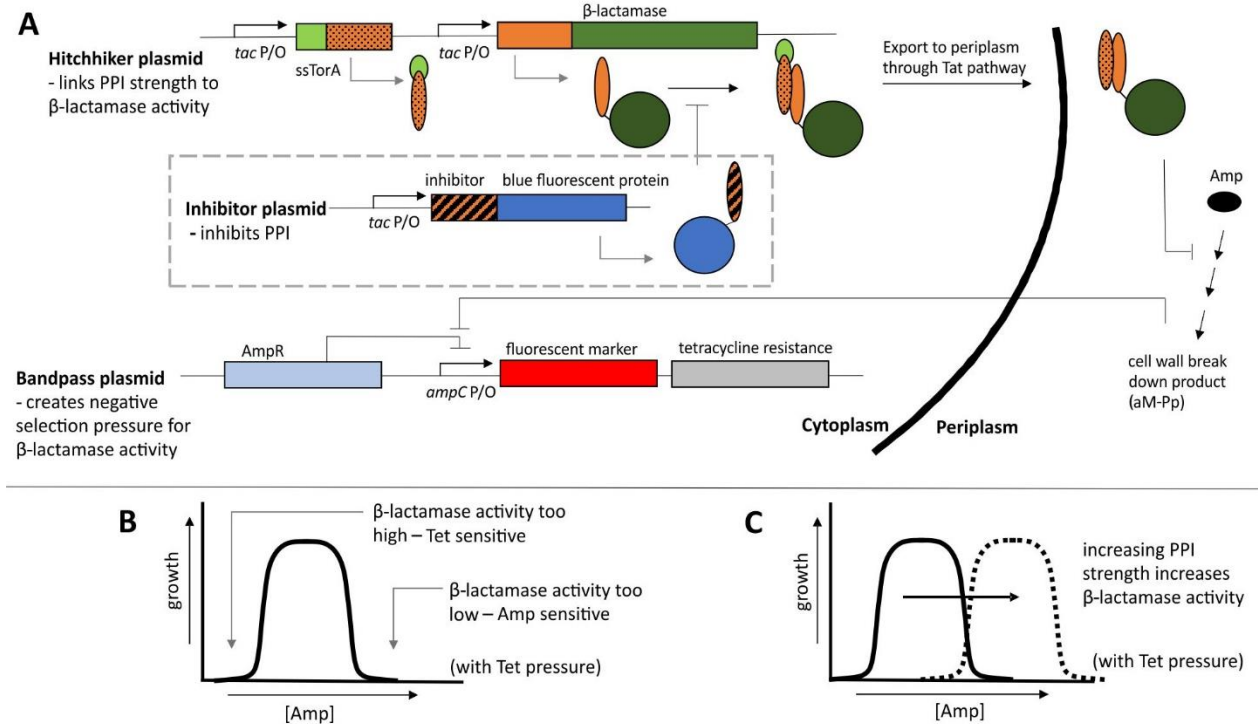 A
β-lactamase
tac P/O
ssTorA
tac P/O
Hitchhiker plasmid
- links PPI strength to
β-lactamase activity
Export to periplasm
through Tat pathway
Inhibitor plasmid
- inhibits PPI
inhibitor
blue fluorescent protein
tac P/O
Amp
AmpR
fluorescent marker
tetracycline resistance
ampC P/O
Bandpass plasmid
- creates negative
selection pressure for
β-lactamase activity
cell wall break
down product
(aM-Pp)
Cytoplasm
Periplasm
B
growth
β-lactamase activity too
high – Tet sensitive
β-lactamase activity too
low – Amp sensitive
(with Tet pressure)
[Amp]
C
growth
increasing PPI
strength increases
β-lactamase activity
(with Tet pressure)
[Amp]